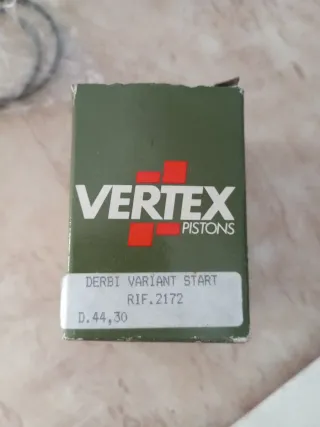 VERTEX
PISTONS
DERBI VARIANT START
RIF.2172
D.44,30